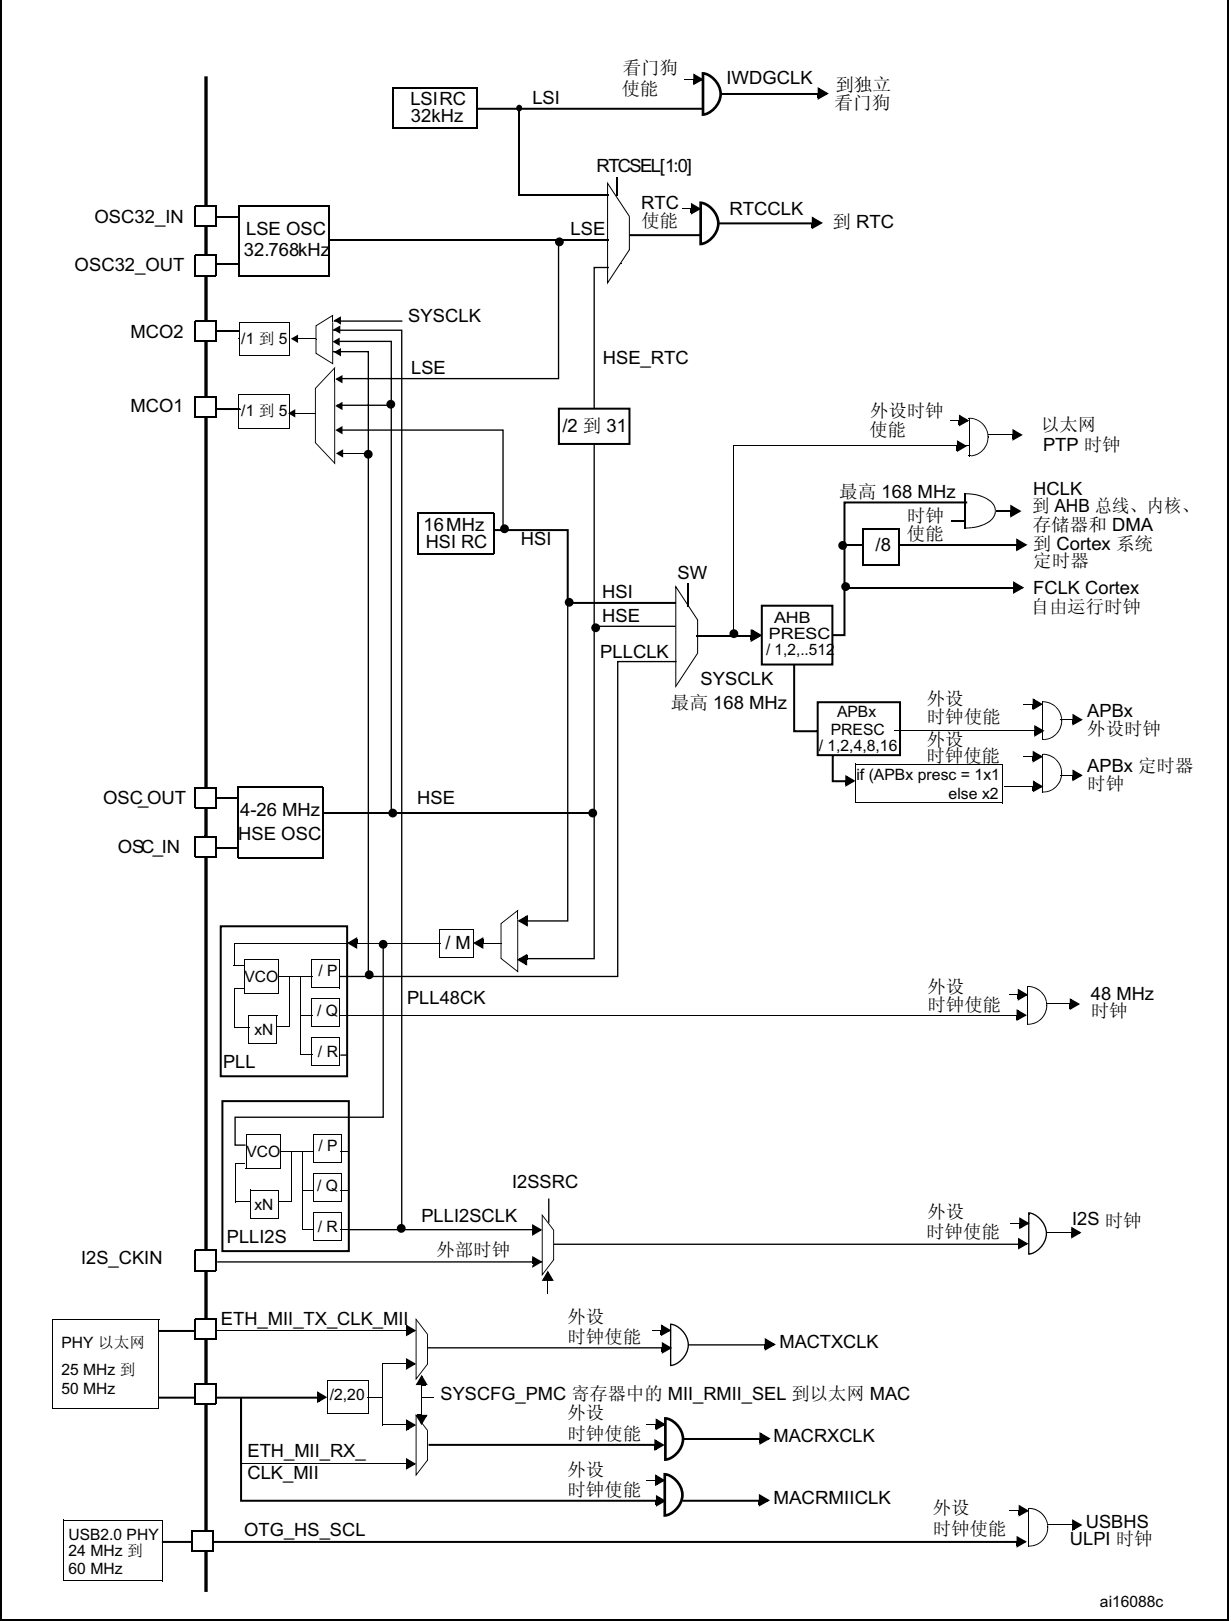 看门狗
使能
IWDGCLK
到独立
看门狗
LSI RC
32kHz
LSI
RTCSEL[1:0]
OSC32_IN
LSE OSC
32.768kHz
OSC32_OUT
LSE
RTC
使能
RTCCLK
到 RTC
MCO2
/1 到 5
SYSCLK
HSE_RTC
LSE
MCO1
/1 到 5
/2 到 31
外设时钟
使能
以太网
PTP 时钟
16 MHz
HSI RC
HSI
最高 168 MHz
时钟
使能
HCLK
到 AHB 总线、内核、
存储器和 DMA
/8
到 Cortex 系统
定时器
FCLK Cortex
自由运行时钟
SW
HSI
HSE
PLLCLK
SYSCLK
最高 168 MHz
AHB
PRESC
/ 1,2,..512
APBx
PRESC
/ 1,2,4,8,16
外设
时钟使能
APBx
外设时钟
外设
时钟使能
if (APBx presc = 1x1
else x2
APBx 定时器
时钟
OSC_OUT
OSC_IN
4-26 MHz
HSE OSC
HSE
/ M
VCO
xN
/ P
/ Q
/ R
PLL
PLL48CK
外设
时钟使能
48 MHz
时钟
VCO
xN
/ P
/ Q
/ R
PLLI2S
I2SSRC
PLLI2SCLK
外部时钟
I2S_CKIN
外设
时钟使能
I2S 时钟
PHY 以太网
25 MHz 到
50 MHz
ETH_MII_TX_CLK_MII
外设
时钟使能
MACTXCLK
/2,20
SYSCFG_PMC 寄存器中的 MII_RMII_SEL 到以太网 MAC
外设
时钟使能
MACRXCLK
ETH_MII_RX_
CLK_MII
外设
时钟使能
MACRMIICLK
USB2.0 PHY
24 MHz 到
60 MHz
OTG_HS_SCL
外设
时钟使能
USBHS
ULPI 时钟
ai16088c